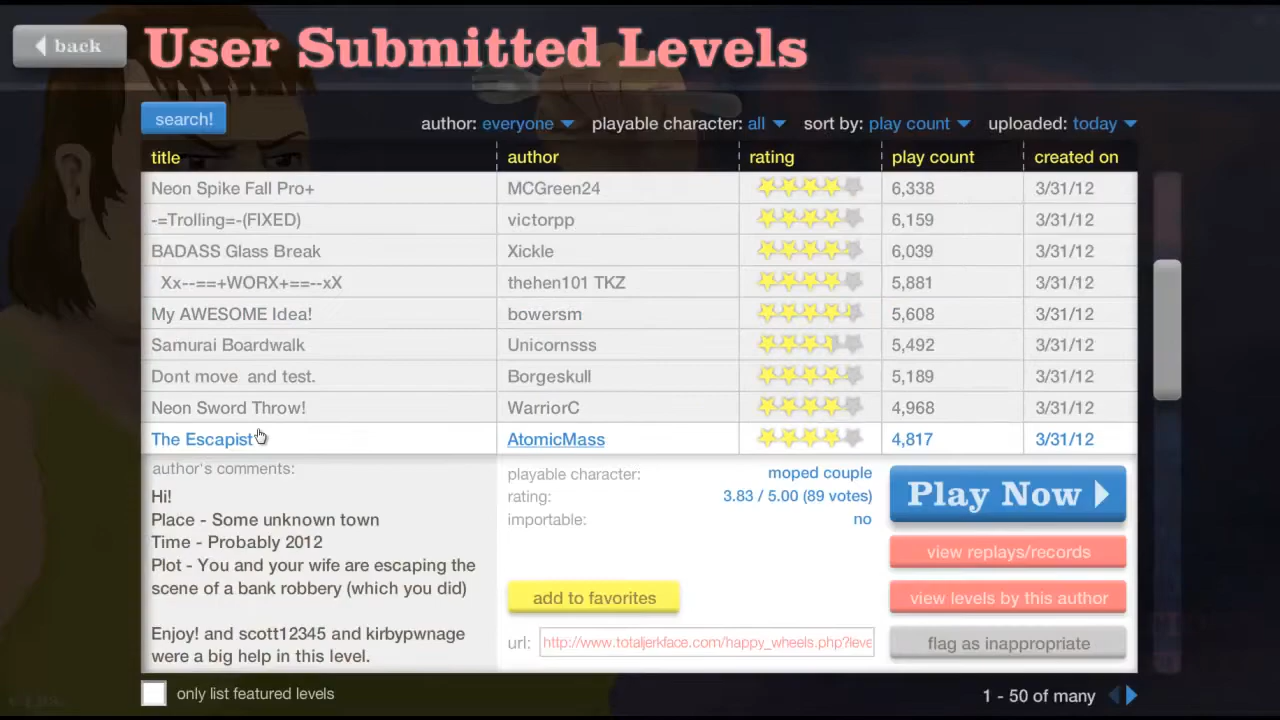 back
User Submitted Levels
search!
author: everyone playable character: all sort by: play count uploaded: today
title author rating play count created on
Neon Spike Fall Pro+ MCGreen24 6,338 3/31/12
-=Trolling=-(FIXED) victorpp 6,159 3/31/12
BADASS Glass Break Xickle 6,039 3/31/12
Xx--==+WORX+==--xX thehen101 TKZ 5,881 3/31/12
My AWESOME Idea! bowersm 5,608 3/31/12
Samurai Boardwalk Unicornsss 5,492 3/31/12
Dont move and test. Borgeskull 5,189 3/31/12
Neon Sword Throw! WarriorC 4,968 3/31/12
The Escapist AtomicMass 4,817 3/31/12
author's comments:
Hi!
Place - Some unknown town
Time - Probably 2012
Plot - You and your wife are escaping the
scene of a bank robbery (which you did)
Enjoy! and scott12345 and kirbypwnage
were a big help in this level.
playable character: moped couple
rating: 3.83 / 5.00 (89 votes)
importable: no
add to favorites
url: http://www.totaljerkface.com/happy_wheels.php?leve
Play Now
view replays/records
view levels by this author
flag as inappropriate
only list featured levels
1 - 50 of many